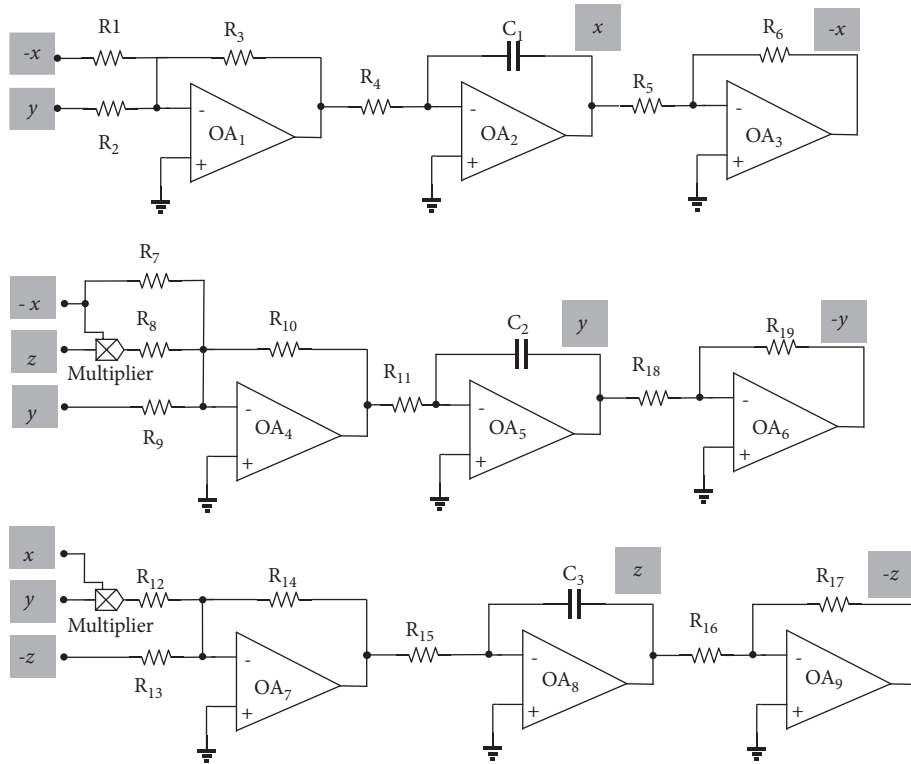 -x
R1
R3
C1
x
R6
-x
y
R2
-
+
OA1
R4
-
+
OA2
R5
-
+
OA3
R7
- x
R8
z
Multiplier
R10
y
R9
-
+
OA4
R11
C2
y
-
+
OA5
R18
R19
-y
-
+
OA6
x
R12
y
Multiplier
R14
-z
R13
-
+
OA7
R15
C3
z
-
+
OA8
R16
R17
-z
-
+
OA9